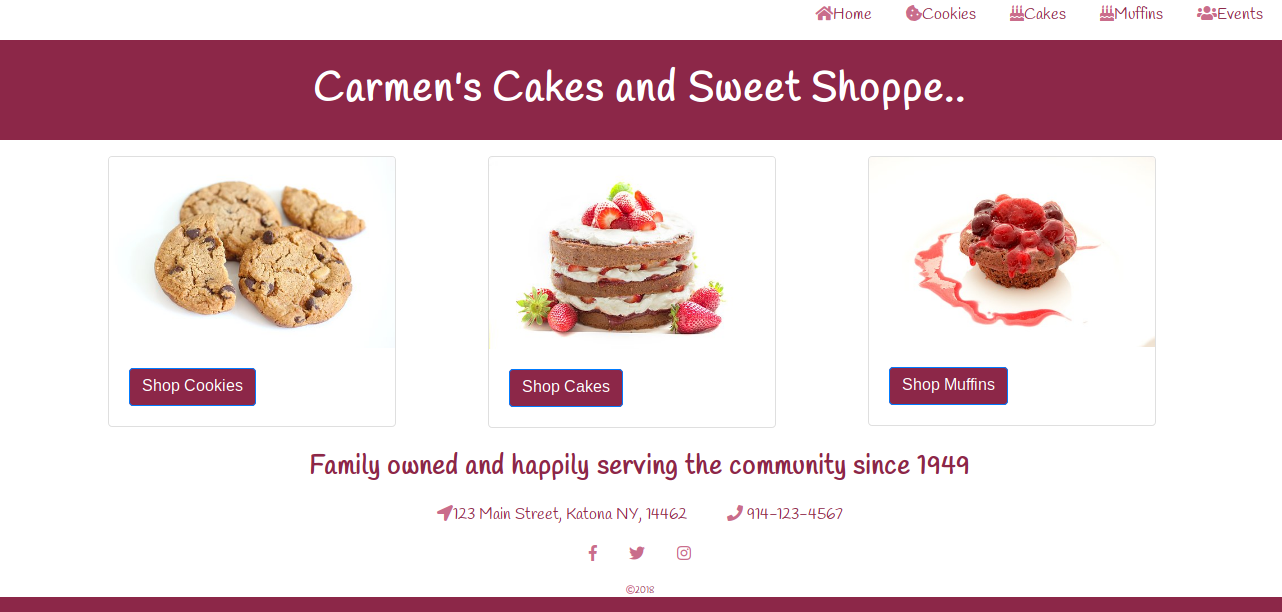 Home Cookies Cakes Muffins Events
Carmen's Cakes and Sweet Shoppe..
Shop Cookies
Shop Cakes
Shop Muffins
Family owned and happily serving the community since 1949
123 Main Street, Katona NY, 14462 914-123-4567
©2018